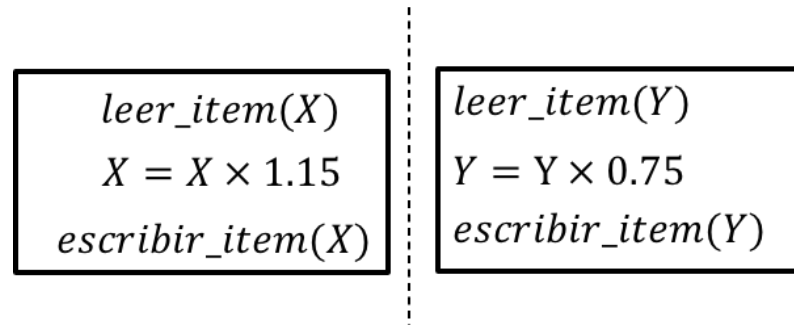 leer_item(X)
X = X × 1.15
escribir_item(X)
leer_item(Y)
Y = Y × 0.75
escribir_item(Y)